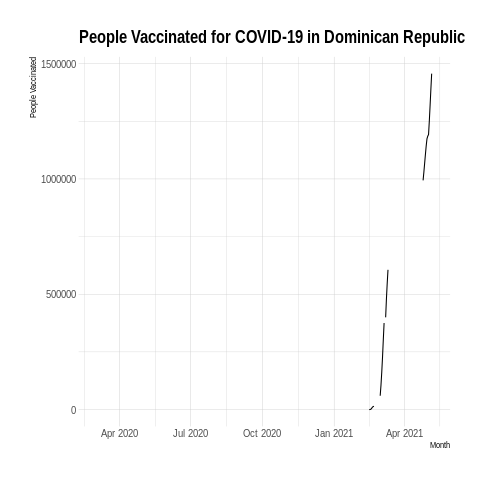 People Vaccinated for COVID-19 in Dominican Republic
People Vaccinated
1500000
1000000
500000
0
Apr 2020 Jul 2020 Oct 2020 Jan 2021 Apr 2021
Month